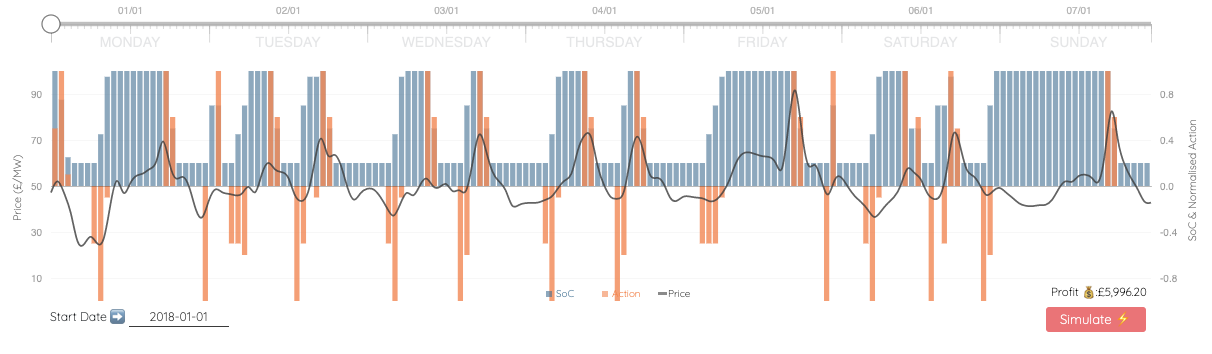 01/01 02/01 03/01 04/01 05/01 06/01 07/01
MONDAY TUESDAY WEDNESDAY THURSDAY FRIDAY SATURDAY SUNDAY
90 0.8
70 0.4
50 0.0
30 -0.4
10 -0.8
Price (£/MW)
SoC & Normalised Action
SoC Action Price
Profit 💰:£5,996.20
Start Date ➡️ 2018-01-01
Simulate ⚡